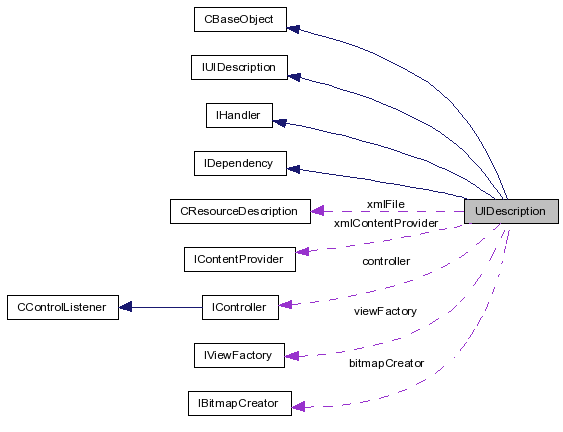 CBaseObject
IUIDescription
IHandler
IDependency
CResourceDescription
xmlFile
UIDescription
xmlContentProvider
IContentProvider
controller
CControlListener
IController
viewFactory
IViewFactory
bitmapCreator
IBitmapCreator